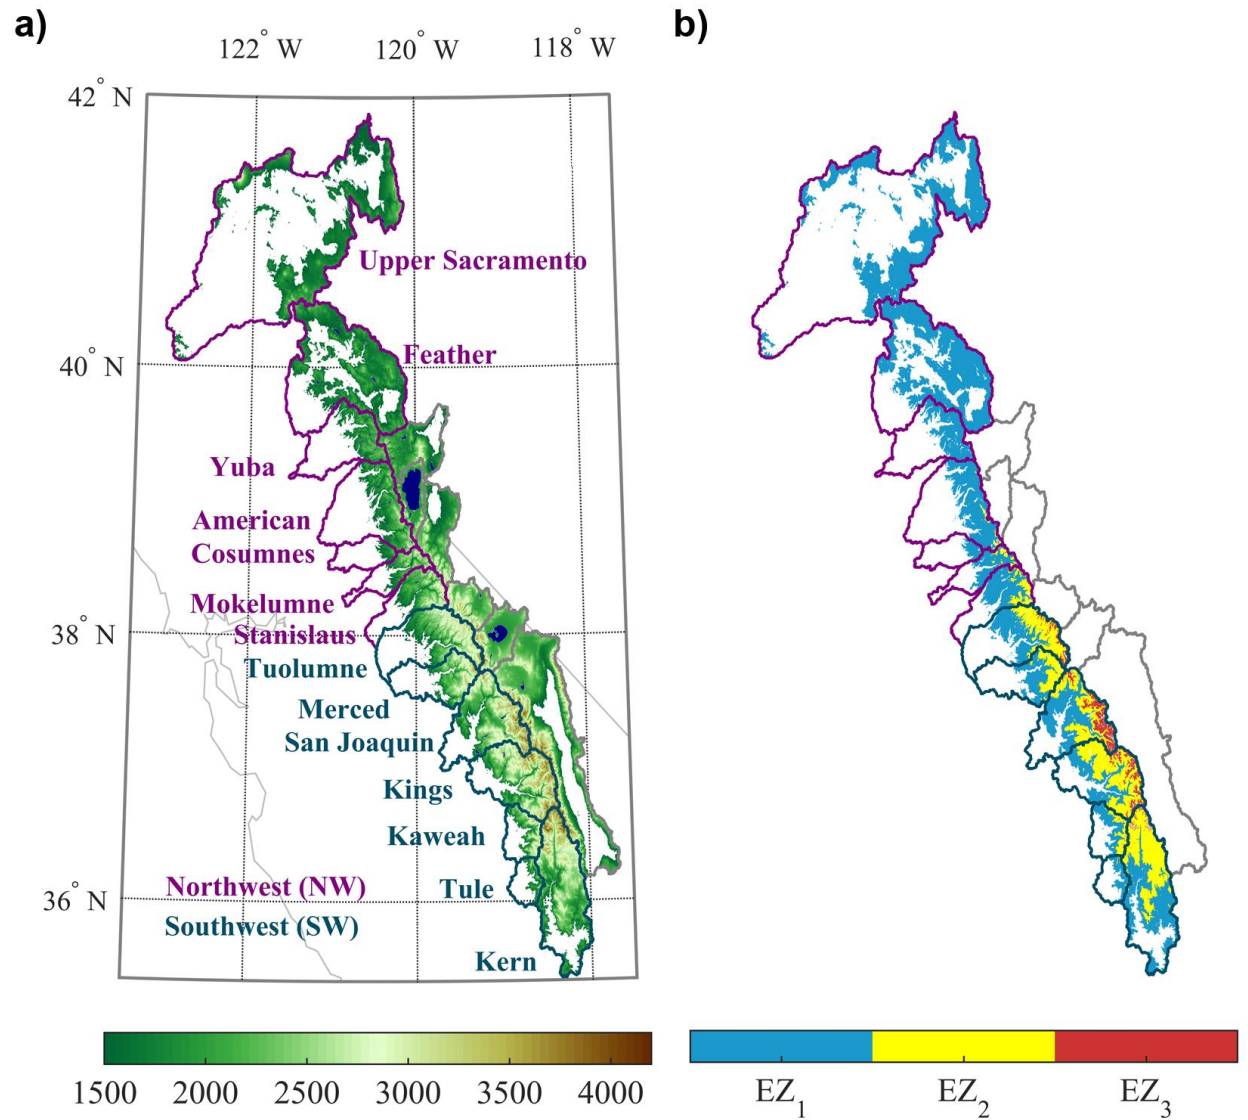 a)
b)
122° W
120° W
118° W
42° N
Upper Sacramento
Feather
40° N
Yuba
American
Cosumnes
Mokelumne
38° N
Stanislaus
Tuolumne
Merced
San Joaquin
Kings
Kaweah
Northwest (NW)
Tule
36° N
Southwest (SW)
Kern
1500 2000 2500 3000 3500 4000
EZ₁ EZ₂ EZ₃